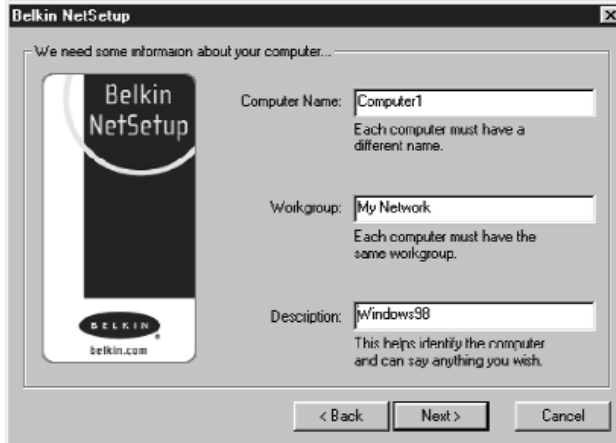 Belkin NetSetup
We need some informaion about your computer...
Belkin
NetSetup
BELKIN
belkin.com
Computer Name: Computer1
Each computer must have a
different name.
Workgroup: My Network
Each computer must have the
same workgroup.
Description: Windows98
This helps identify the computer
and can say anything you wish.
< Back Next > Cancel